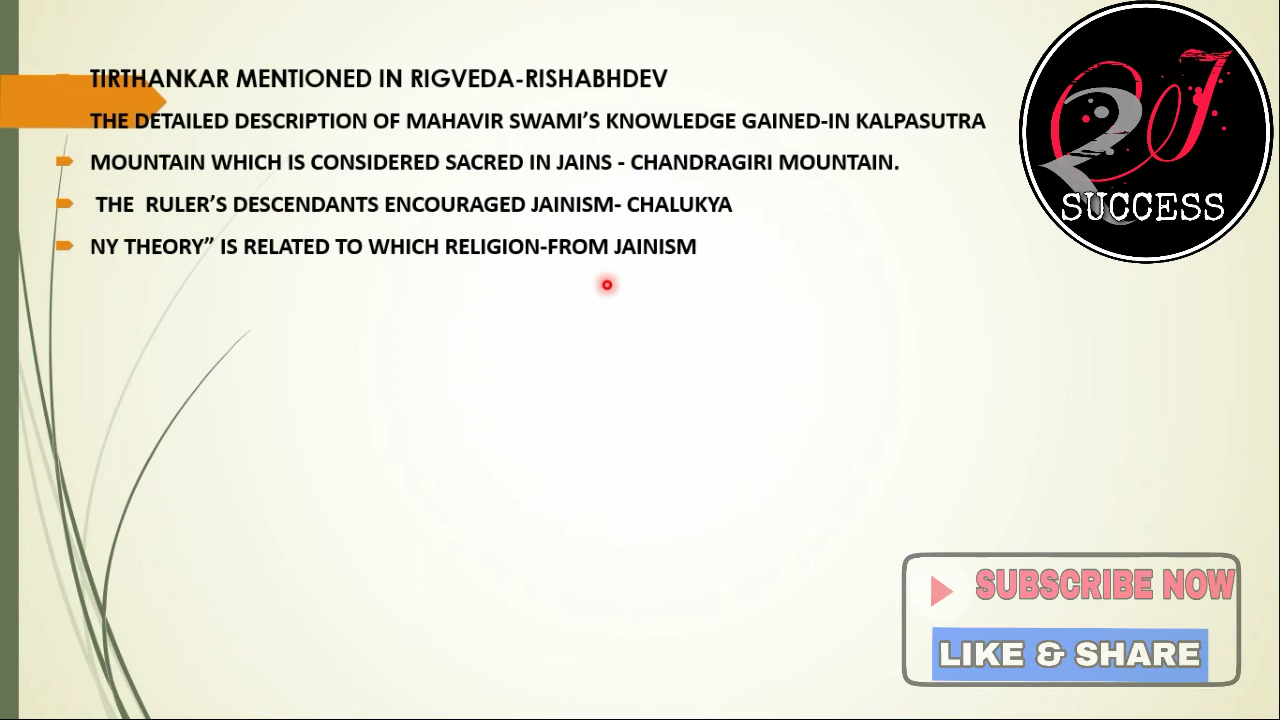 TIRTHANKAR MENTIONED IN RIGVEDA-RISHABHDEV
THE DETAILED DESCRIPTION OF MAHAVIR SWAMI’S KNOWLEDGE GAINED-IN KALPASUTRA
MOUNTAIN WHICH IS CONSIDERED SACRED IN JAINS - CHANDRAGIRI MOUNTAIN.
THE RULER’S DESCENDANTS ENCOURAGED JAINISM- CHALUKYA
NY THEORY” IS RELATED TO WHICH RELIGION-FROM JAINISM
2J
SUCCESS
SUBSCRIBE NOW
LIKE & SHARE